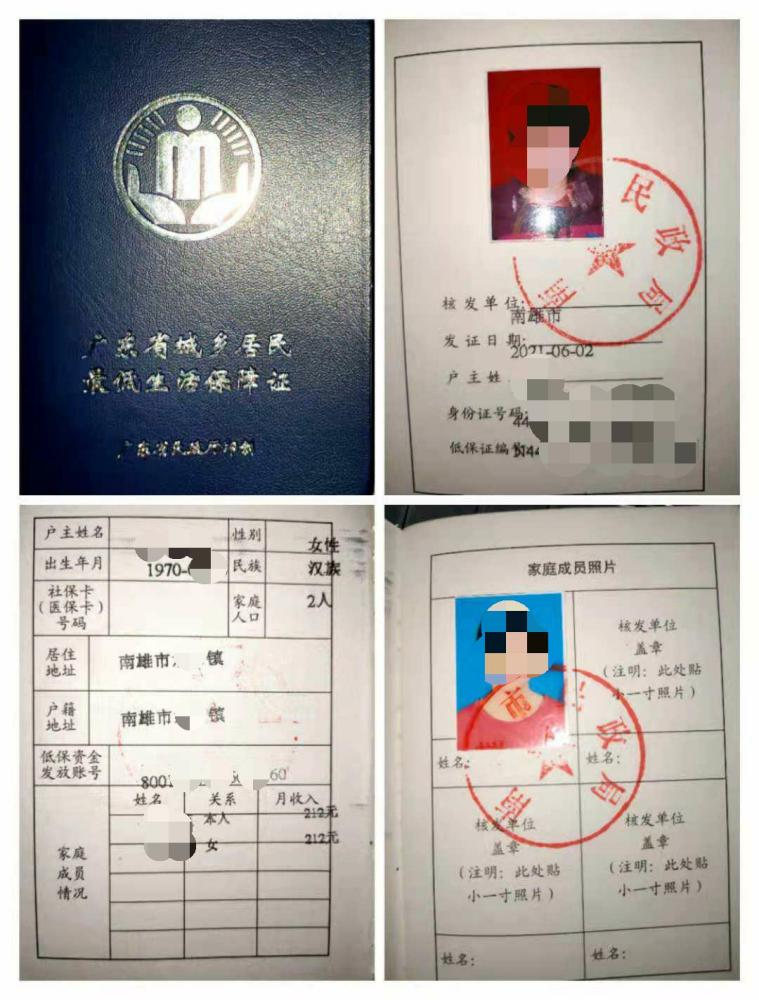 广东省城乡居民
最低生活保障证
广东省民政厅印制
民政局
核发单位：
南雄市
发证日期：
2021-06-02
户主姓
身份证号码：
44
低保证编号
户主姓名
性别
女性
出生年月
1970-
民族
汉族
社保卡
（医保卡）
号码
家庭
人口
2人
居住
地址
南雄市
镇
户籍
地址
南雄市
镇
低保资金
发放账号
800
60
姓名
关系
月收入
本人
212元
女
212元
家庭
成员
情况
家庭成员照片
核发单位
盖章
（注明：此处贴
小一寸照片）
姓名：
姓名：
核发单位
盖章
（注明：此处贴
小一寸照片）
核发单位
盖章
（注明：此处贴
小一寸照片）
姓名：
姓名：
市
政局